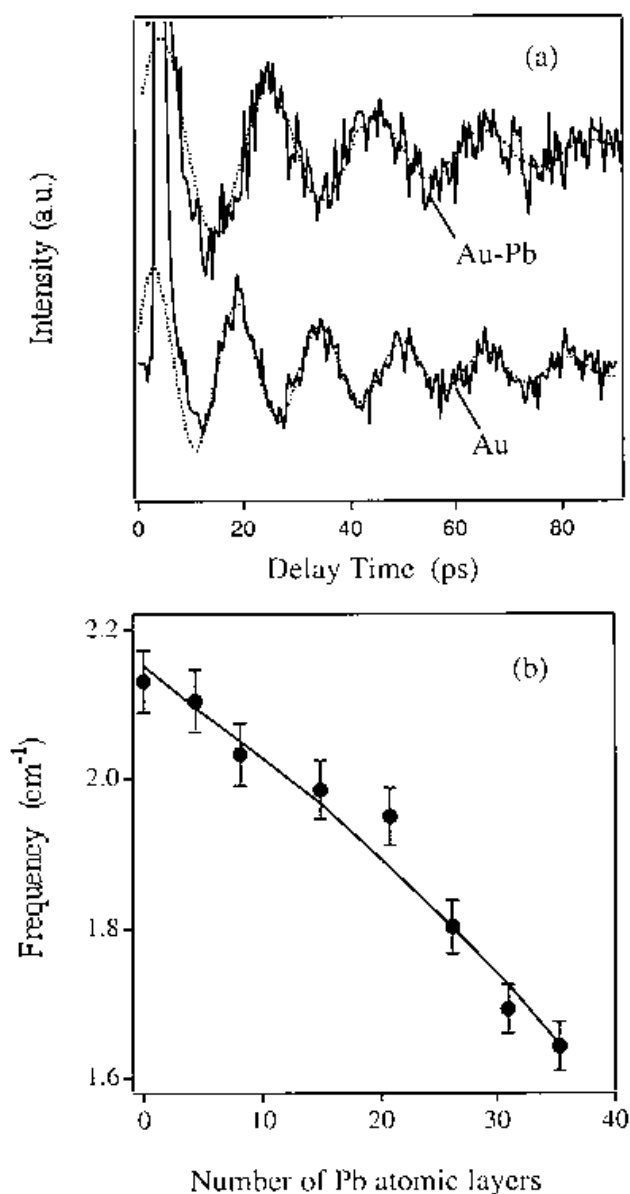 (a)
Intensity (a.u.)
Au-Pb
Au
0 20 40 60 80
Delay Time (ps)
2.2
(b)
2.0
Frequency (cm⁻¹)
1.8
1.6
0 10 20 30 40
Number of Pb atomic layers